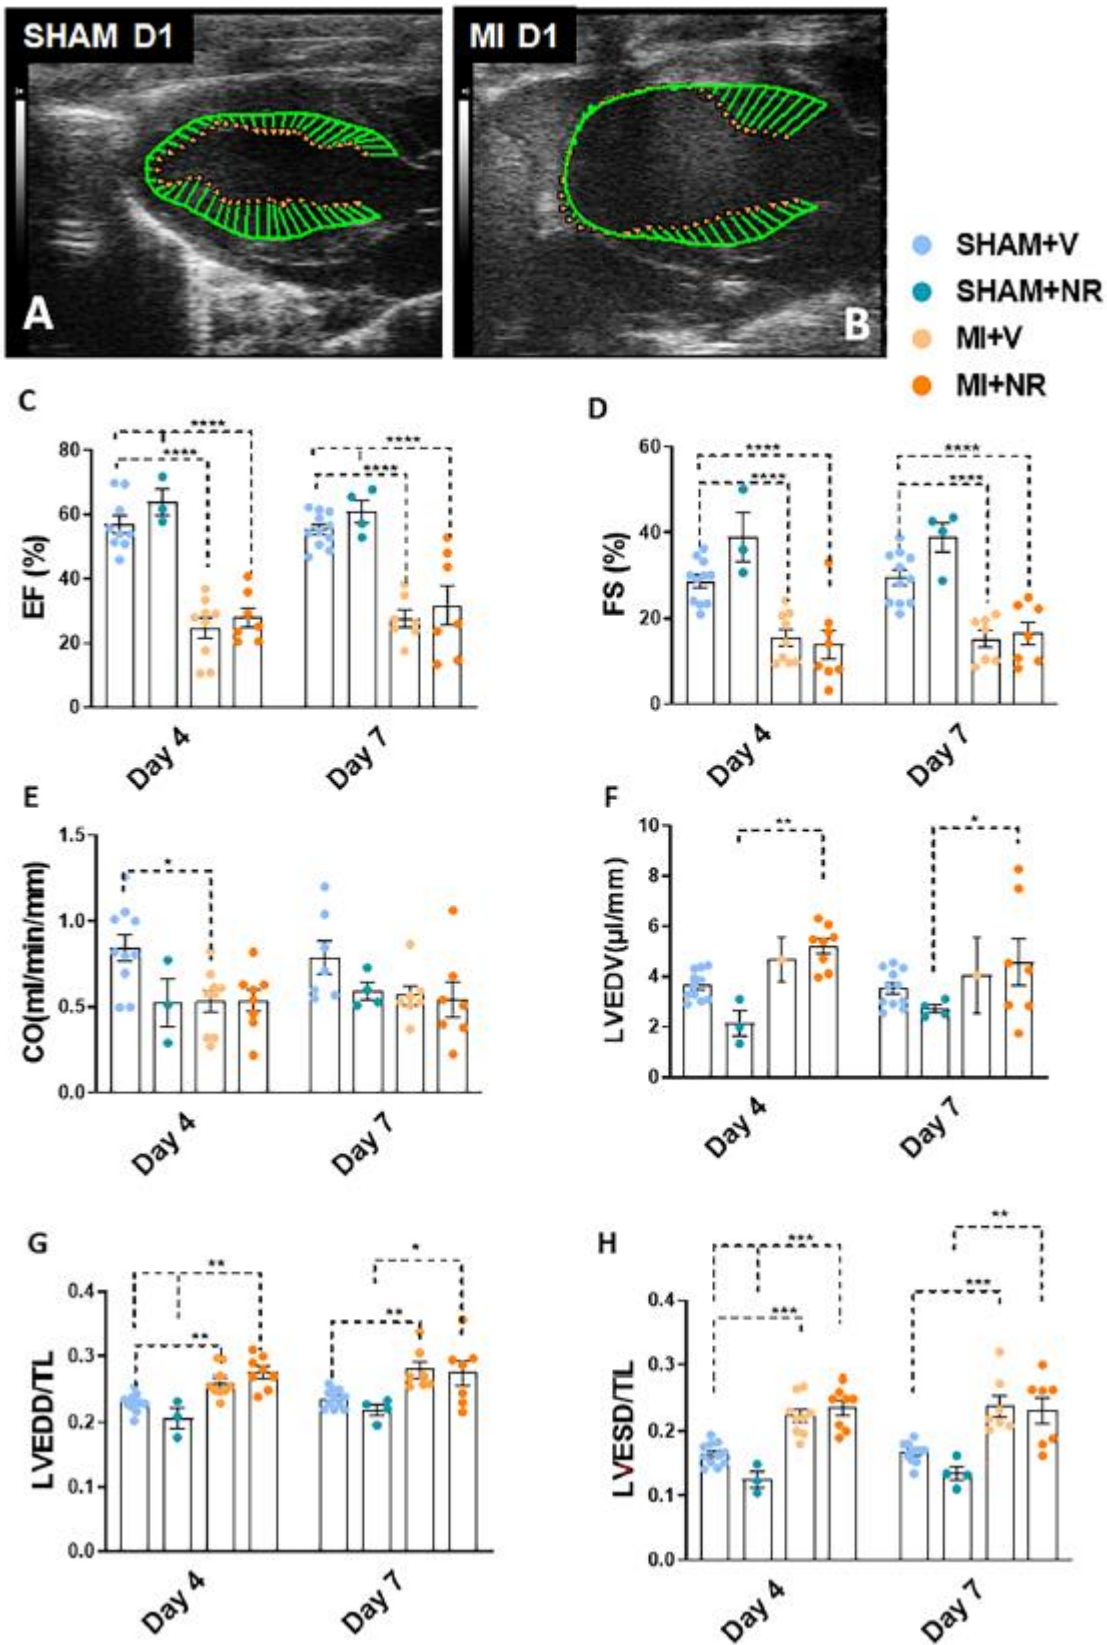 SHAM D1
MI D1
A
B
SHAM+V
SHAM+NR
MI+V
MI+NR
C
EF (%)
80
60
40
20
0
****
****
****
****
Day 4
Day 7
D
FS (%)
60
40
20
0
****
****
****
****
Day 4
Day 7
E
CO(ml/min/mm)
1.5
1.0
0.5
0.0
*
Day 4
Day 7
F
LVEDV(µl/mm)
10
8
6
4
2
0
**
*
Day 4
Day 7
G
LVEDD/TL
0.4
0.3
0.2
0.1
0.0
**
**
*
**
Day 4
Day 7
H
LVESD/TL
0.4
0.3
0.2
0.1
0.0
***
***
**
***
Day 4
Day 7